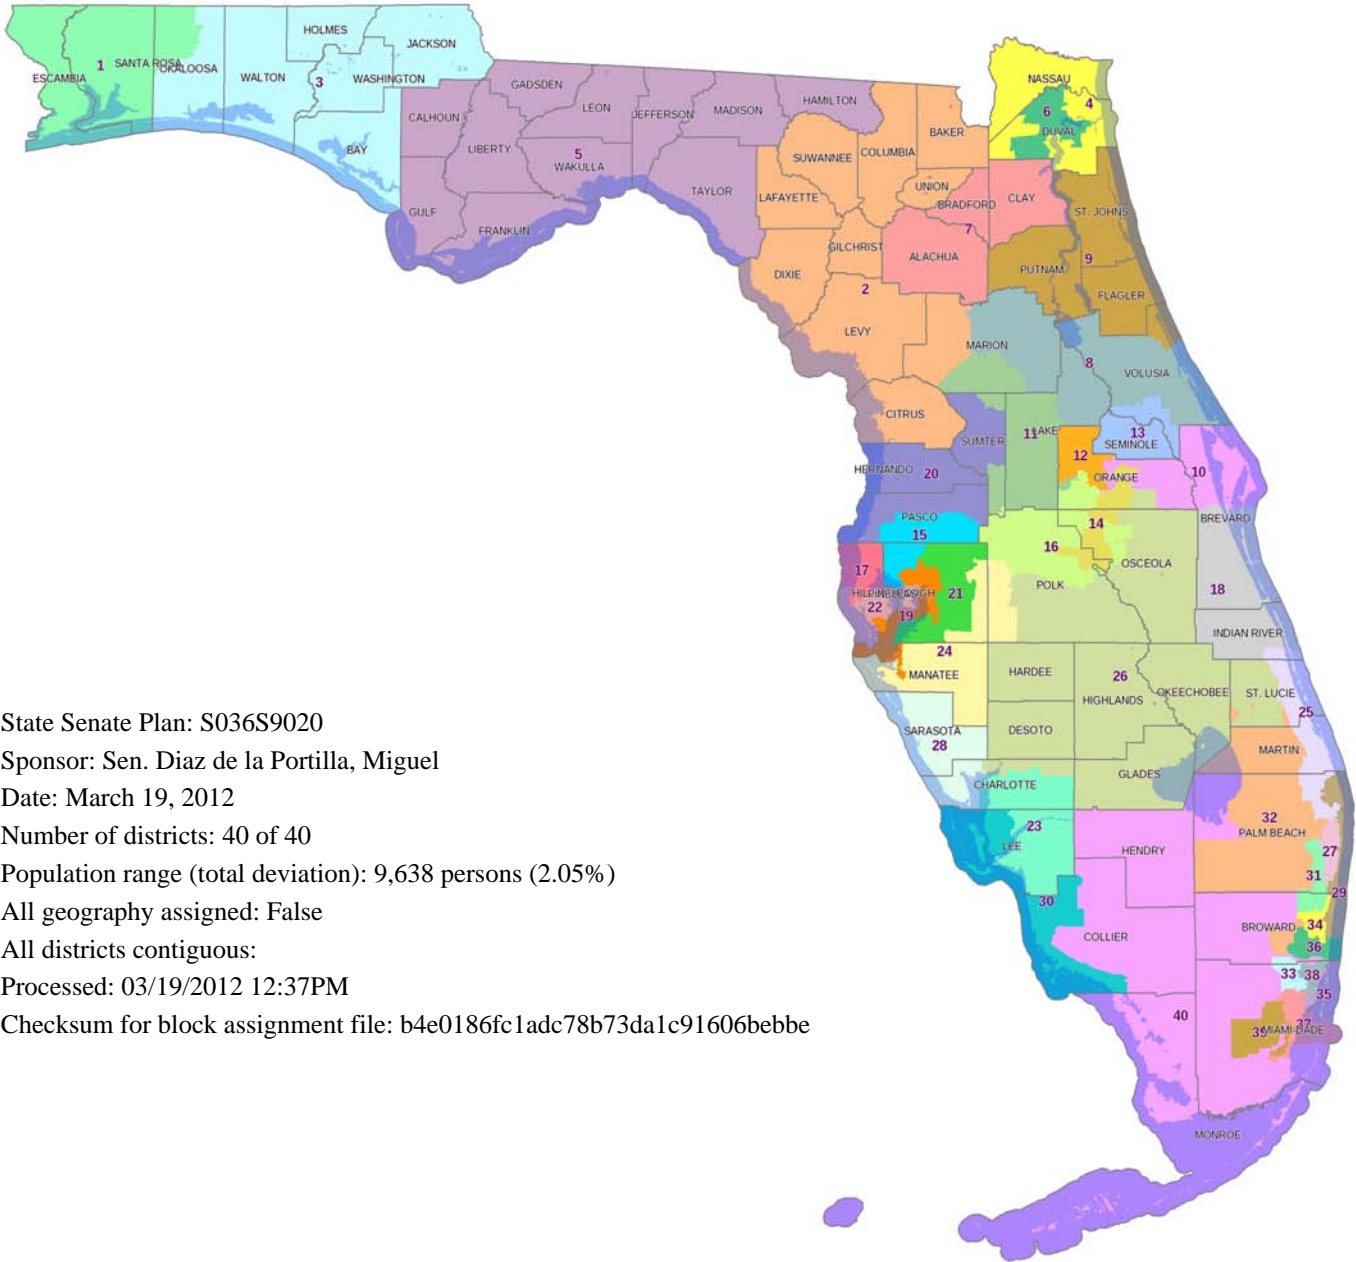 HOLMES
JACKSON
ESCAMBIA
1
SANTA ROSA
OKALOOSA
WALTON
3
WASHINGTON
BAY
GADSDEN
LEON
JEFFERSON
MADISON
HAMILTON
CALHOUN
LIBERTY
5
WAKULLA
TAYLOR
GULF
FRANKLIN
NASSAU
6
4
DUVAL
BAKER
COLUMBIA
SUWANNEE
LAFAYETTE
UNION
BRADFORD
CLAY
ST. JOHNS
7
GILCHRIST
ALACHUA
DIXIE
PUTNAM
9
FLAGLER
2
LEVY
MARION
8
VOLUSIA
CITRUS
SUMTER
11
LAKE
13
SEMINOLE
12
ORANGE
10
HERNANDO
20
PASCO
15
14
BREVARD
16
OSCEOLA
17
POLK
HILLSBOROUGH
PINELLAS
21
22
19
18
INDIAN RIVER
24
MANATEE
HARDEE
26
HIGHLANDS
OKEECHOBEE
ST. LUCIE
25
SARASOTA
28
DESOTO
MARTIN
CHARLOTTE
GLADES
23
LEE
HENDRY
32
PALM BEACH
27
31
29
30
COLLIER
BROWARD
34
36
33
38
35
40
39
37
MIAMI-DADE
MONROE
State Senate Plan: S036S9020
Sponsor: Sen. Diaz de la Portilla, Miguel
Date: March 19, 2012
Number of districts: 40 of 40
Population range (total deviation): 9,638 persons (2.05%)
All geography assigned: False
All districts contiguous:
Processed: 03/19/2012 12:37PM
Checksum for block assignment file: b4e0186fc1adc78b73da1c91606bebbe